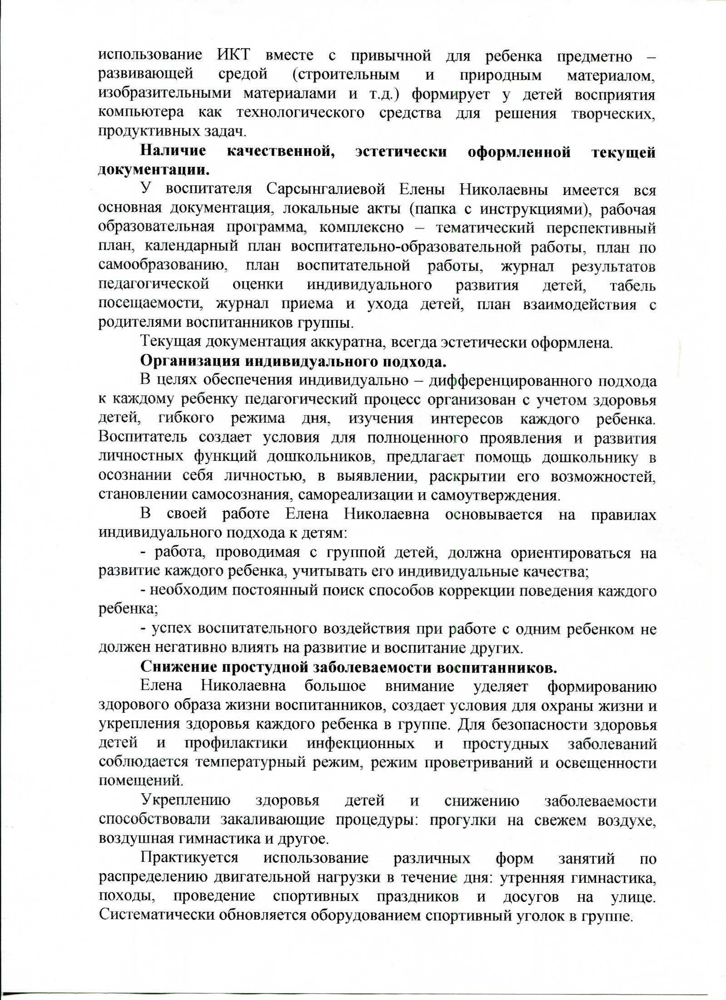 использование ИКТ вместе с привычной для ребенка предметно –
развивающей средой (строительным и природным материалом,
изобразительными материалами и т.д.) формирует у детей восприятия
компьютера как технологического средства для решения творческих,
продуктивных задач.
Наличие качественной, эстетически оформленной текущей
документации.
У воспитателя Сарсынгалиевой Елены Николаевны имеется вся
основная документация, локальные акты (папка с инструкциями), рабочая
образовательная программа, комплексно – тематический перспективный
план, календарный план воспитательно-образовательной работы, план по
самообразованию, план воспитательной работы, журнал результатов
педагогической оценки индивидуального развития детей, табель
посещаемости, журнал приема и ухода детей, план взаимодействия с
родителями воспитанников группы.
Текущая документация аккуратна, всегда эстетически оформлена.
Организация индивидуального подхода.
В целях обеспечения индивидуально – дифференцированного подхода
к каждому ребенку педагогический процесс организован с учетом здоровья
детей, гибкого режима дня, изучения интересов каждого ребенка.
Воспитатель создает условия для полноценного проявления и развития
личностных функций дошкольников, предлагает помощь дошкольнику в
осознании себя личностью, в выявлении, раскрытии его возможностей,
становлении самосознания, самореализации и самоутверждения.
В своей работе Елена Николаевна основывается на правилах
индивидуального подхода к детям:
- работа, проводимая с группой детей, должна ориентироваться на
развитие каждого ребенка, учитывать его индивидуальные качества;
- необходим постоянный поиск способов коррекции поведения каждого
ребенка;
- успех воспитательного воздействия при работе с одним ребенком не
должен негативно влиять на развитие и воспитание других.
Снижение простудной заболеваемости воспитанников.
Елена Николаевна большое внимание уделяет формированию
здорового образа жизни воспитанников, создает условия для охраны жизни и
укрепления здоровья каждого ребенка в группе. Для безопасности здоровья
детей и профилактики инфекционных и простудных заболеваний
соблюдается температурный режим, режим проветриваний и освещенности
помещений.
Укреплению здоровья детей и снижению заболеваемости
способствовали закаливающие процедуры: прогулки на свежем воздухе,
воздушная гимнастика и другое.
Практикуется использование различных форм занятий по
распределению двигательной нагрузки в течение дня: утренняя гимнастика,
походы, проведение спортивных праздников и досугов на улице.
Систематически обновляется оборудованием спортивный уголок в группе.